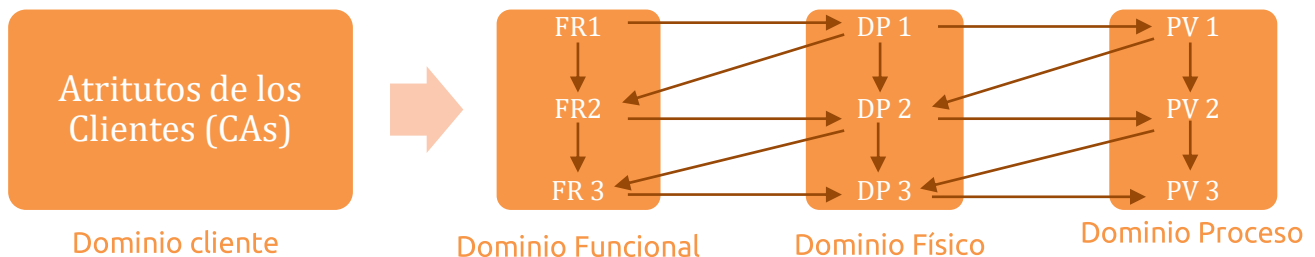 Atritutos de los
Clientes (CAs)
Dominio cliente
FR1
FR2
FR 3
Dominio Funcional
DP 1
DP 2
DP 3
Dominio Físico
PV 1
PV 2
PV 3
Dominio Proceso